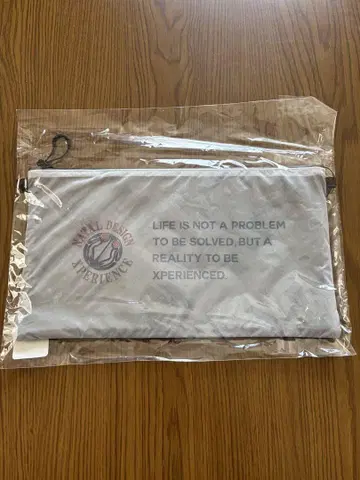 NATAL DESIGN
XPERIENCE
LIFE IS NOT A PROBLEM
TO BE SOLVED, BUT A
REALITY TO BE
XPERIENCED.